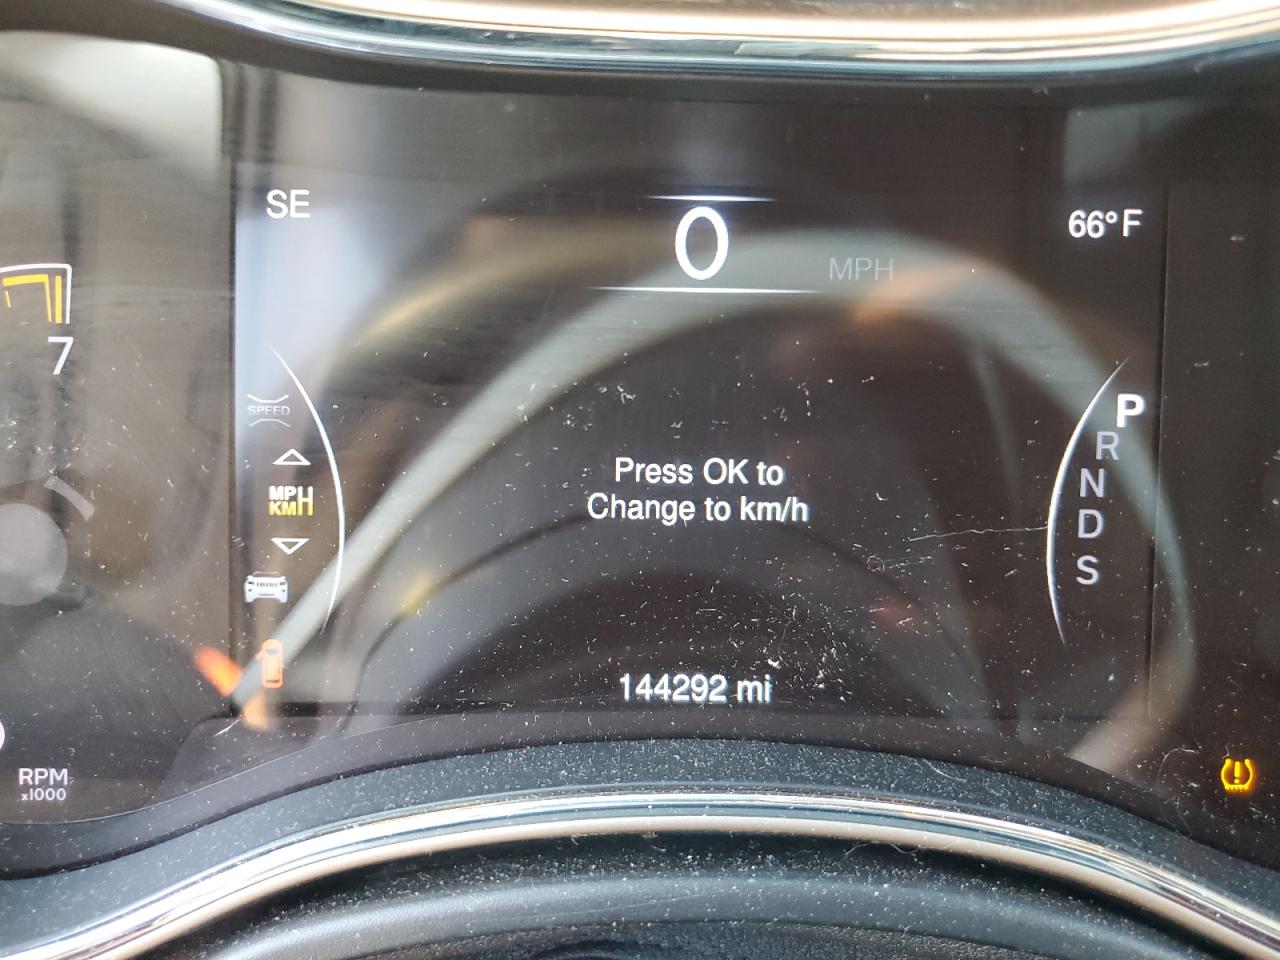 SE
0
MPH
66°F
7
SPEED
MPH
KMH
P
R
N
D
S
Press OK to
Change to km/h
144292 mi
RPM
x1000
!